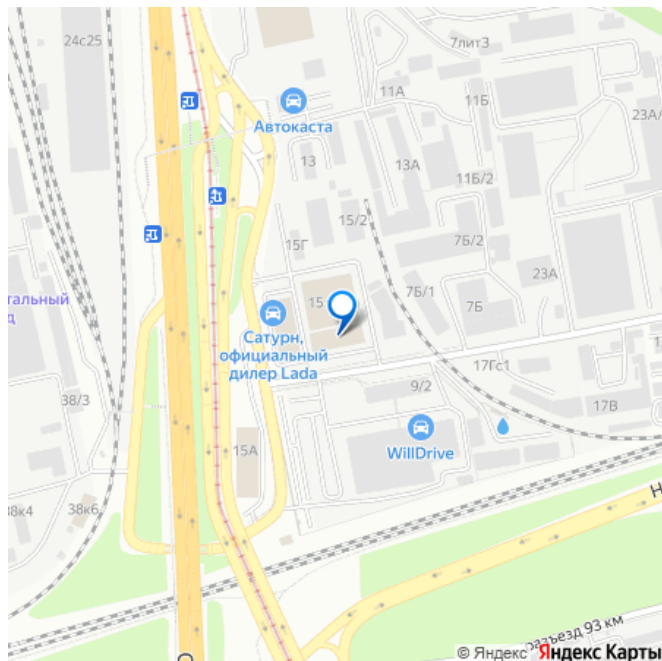 24с25
7лит3
11А
11Б
23А/
Автокаста
13
13А
11Б/2
15/2
15Г
7Б/2
23А
тальный
д
15
7Б/1
7Б
Сатурн,
официальный
дилер Lada
17Гс1
38/3
9/2
17В
15А
WillDrive
38к4
38к6
Н
О
разъезд 93 км
© Яндекс Яндекс Карты